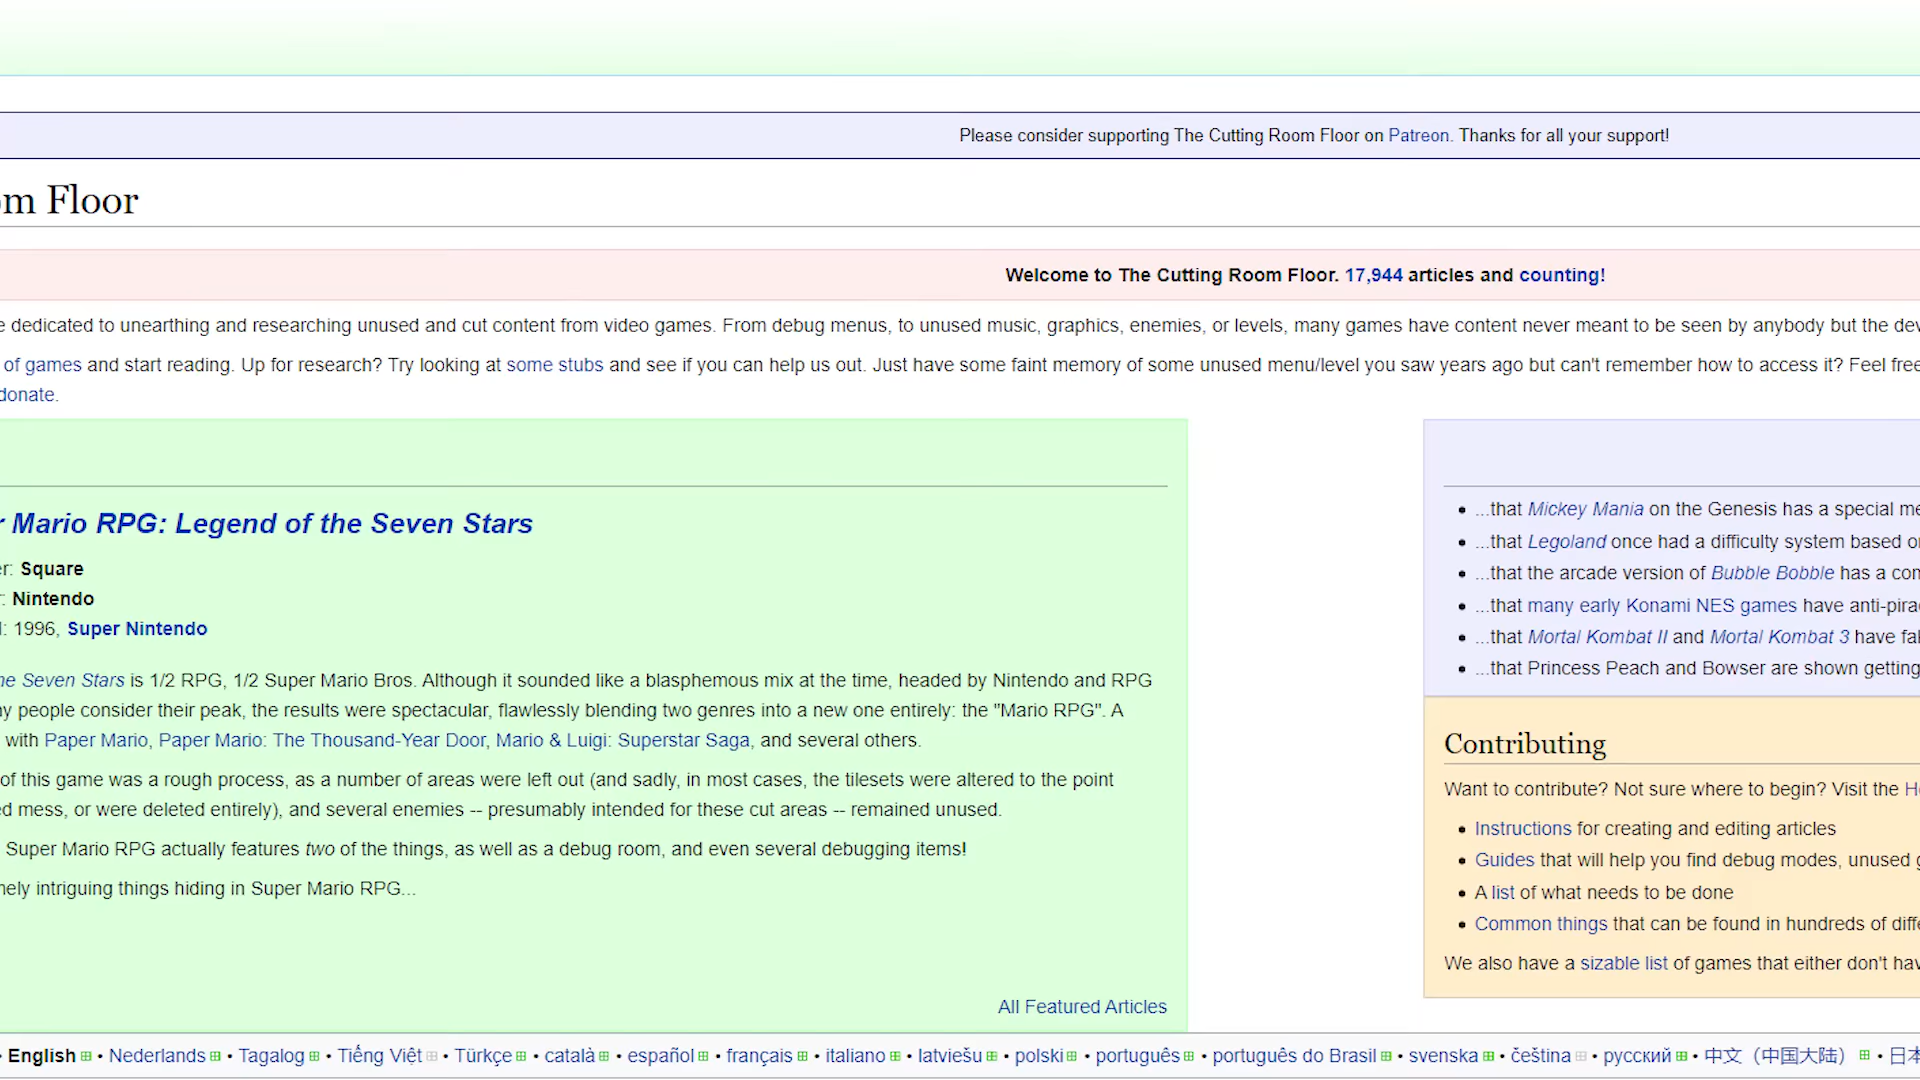 Please consider supporting The Cutting Room Floor on Patreon. Thanks for all your support!
m Floor
Welcome to The Cutting Room Floor. 17,944 articles and counting!
dedicated to unearthing and researching unused and cut content from video games. From debug menus, to unused music, graphics, enemies, or levels, many games have content never meant to be seen by anybody but the
of games and start reading. Up for research? Try looking at some stubs and see if you can help us out. Just have some faint memory of some unused menu/level you saw years ago but can't remember how to access it? Feel
donate.
Mario RPG: Legend of the Seven Stars
Square
Nintendo
1996, Super Nintendo
Seven Stars is 1/2 RPG, 1/2 Super Mario Bros. Although it sounded like a blasphemous mix at the time, headed by Nintendo and RPG
people consider their peak, the results were spectacular, flawlessly blending two genres into a new one entirely: the "Mario RPG". A
with Paper Mario, Paper Mario: The Thousand-Year Door, Mario & Luigi: Superstar Saga, and several others.
of this game was a rough process, as a number of areas were left out (and sadly, in most cases, the tilesets were altered to the point
mess, or were deleted entirely), and several enemies -- presumably intended for these cut areas -- remained unused.
Super Mario RPG actually features two of the things, as well as a debug room, and even several debugging items!
intriguing things hiding in Super Mario RPG...
All Featured Articles
...that Mickey Mania on the Genesis has a special
...that Legoland once had a difficulty system based
...that the arcade version of Bubble Bobble has a
...that many early Konami NES games have
...that Mortal Kombat II and Mortal Kombat 3 have
...that Princess Peach and Bowser are shown getting
Contributing
Want to contribute? Not sure where to begin? Visit the
Instructions for creating and editing articles
Guides that will help you find debug modes, unused
A list of what needs to be done
Common things that can be found in hundreds of
We also have a sizable list of games that either don't
• English • Nederlands • Tagalog • Tiếng Việt • Türkçe • català • español • français • italiano • latviešu • polski • português • português do Brasil • svenska • čeština • русский • 中文（中国大陆） • 日本